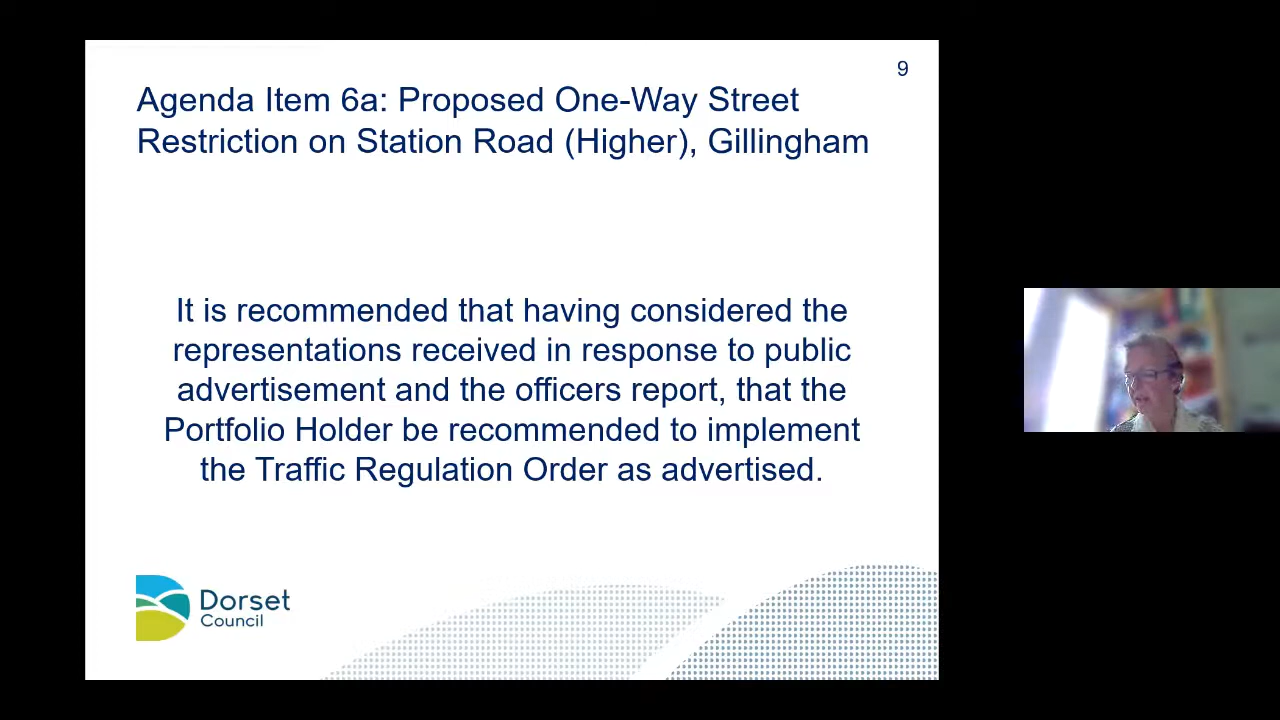 9
Agenda Item 6a: Proposed One-Way Street
Restriction on Station Road (Higher), Gillingham
It is recommended that having considered the
representations received in response to public
advertisement and the officers report, that the
Portfolio Holder be recommended to implement
the Traffic Regulation Order as advertised.
Dorset
Council